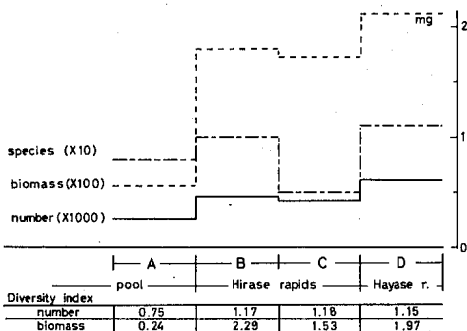 mg
2
species (X10)
1
biomass(X100)
number(X1000)
0
A B C D
pool Hirase rapids Hayase r.
Diversity index
number 0.75 1.17 1.18 1.15
biomass 0.24 2.29 1.53 1.97